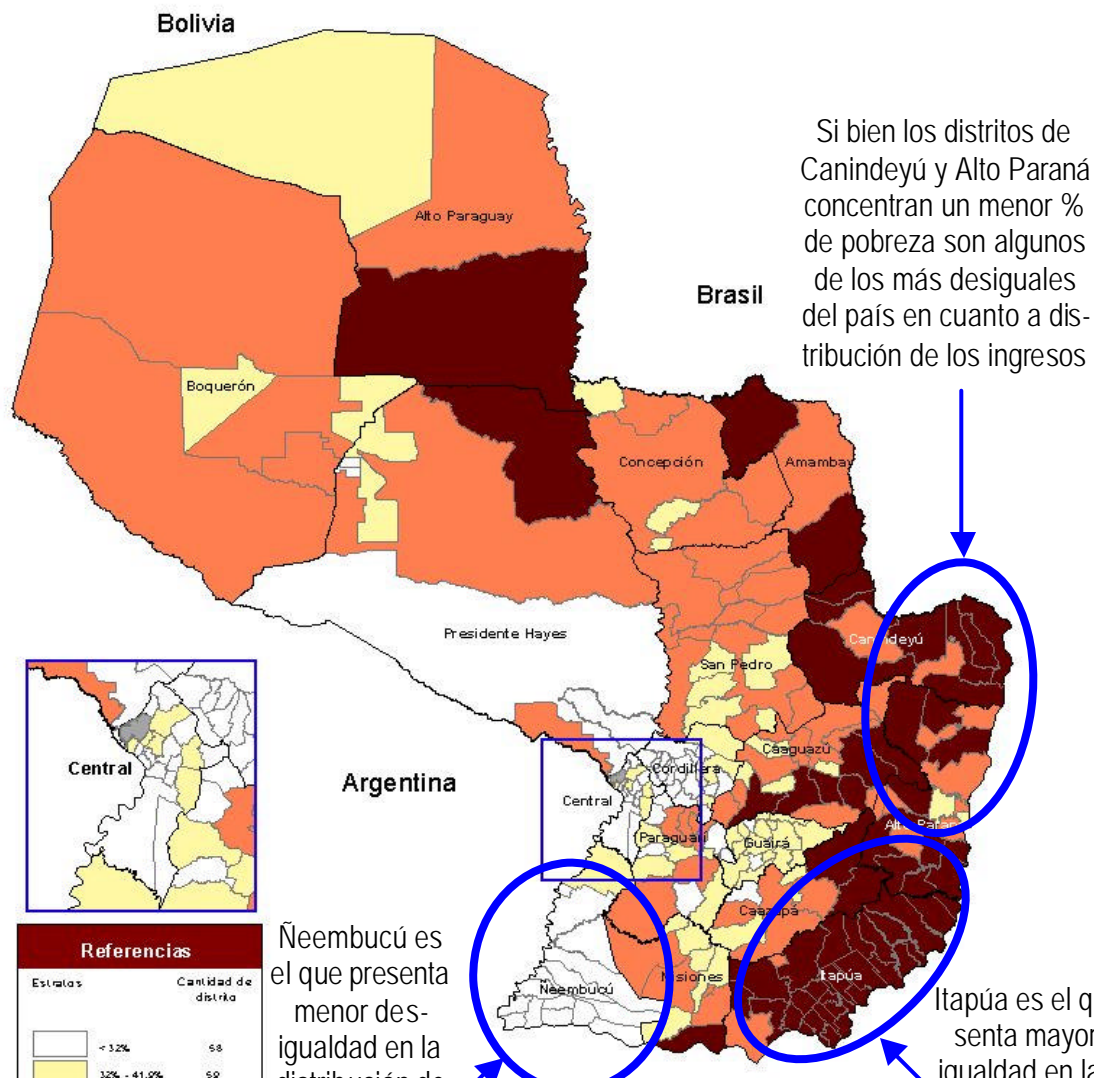 Bolivia
Si bien los distritos de
Canindeyú y Alto Paraná
concentran un menor %
de pobreza son algunos
de los más desiguales
del país en cuanto a dis-
tribución de los ingresos
Alto Paraguay
Brasil
Boquerón
Concepción
Amambay
Presidente Hayes
Canindeyú
San Pedro
Caaguazú
Central
Argentina
Cordillera
Central
Alto Paraná
Paraguarí
Guairá
Caazapá
Misiones
Itapúa
Ñeembucú
Referencias
Estratos
Cantidad de
distrito
< 32%
32% - 41.0%
Ñeembucú es
el que presenta
menor des-
igualdad en la
Itapúa es el
senta mayor
igualdad en la